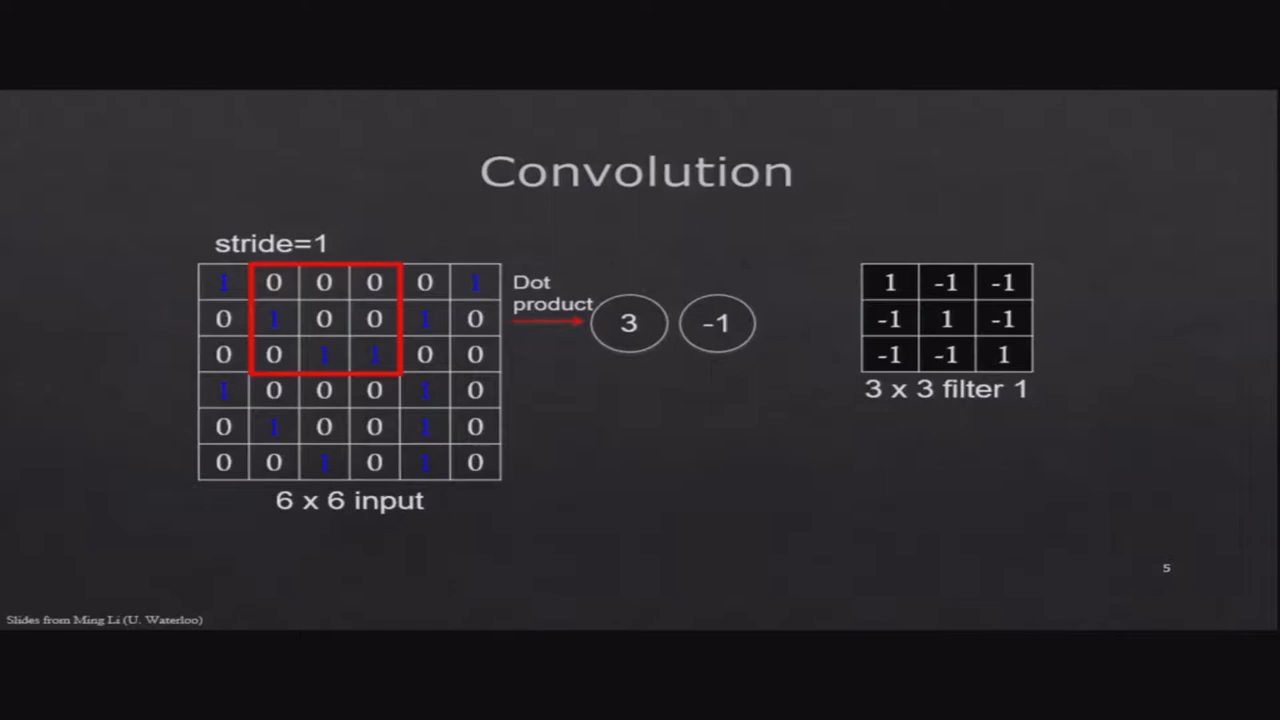 Convolution
stride=1
1 0 0 0 0 1
0 1 0 0 1 0
0 0 1 1 0 0
1 0 0 0 1 0
0 1 0 0 1 0
0 0 1 0 1 0
6 x 6 input
Dot
product
3 -1
1 -1 -1
-1 1 -1
-1 -1 1
3 x 3 filter 1
5
Slides from Ming Li (U. Waterloo)